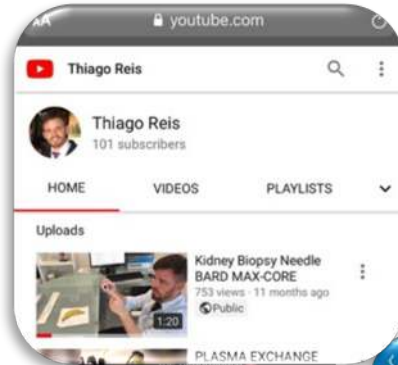 AA youtube.com
Thiago Reis
Thiago Reis
101 subscribers
HOME VIDEOS PLAYLISTS
Uploads
Kidney Biopsy Needle
BARD MAX-CORE
753 views · 11 months ago
Public
1:20
PLASMA EXCHANGE